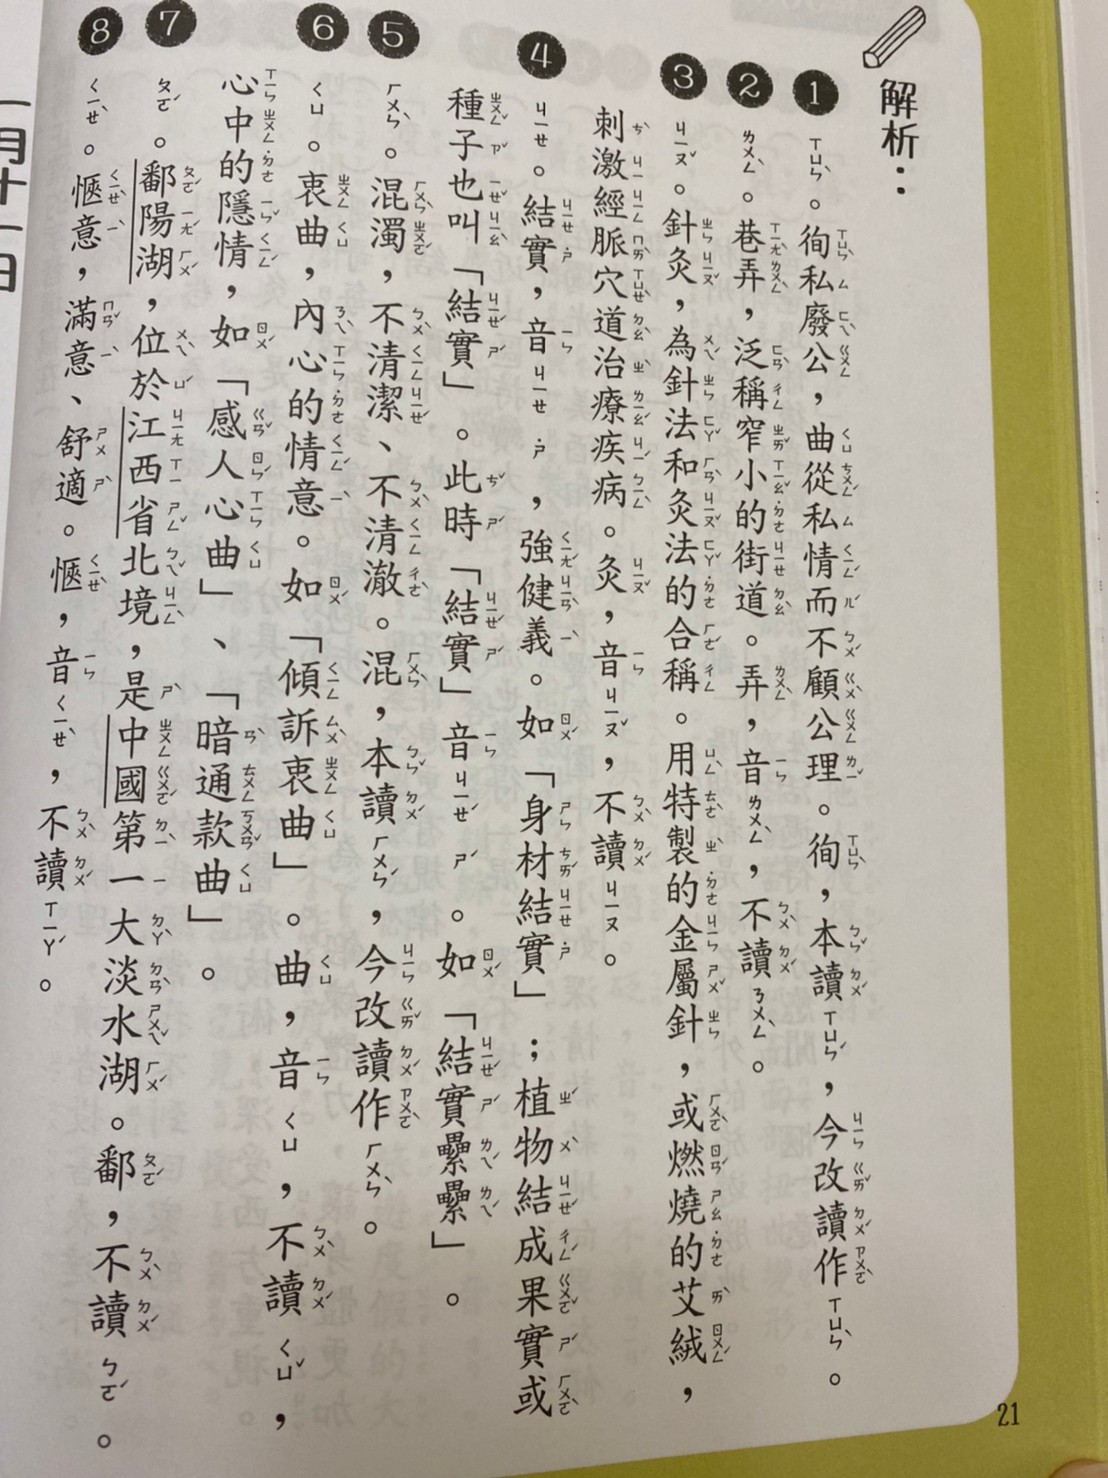 解析：
1 ㄒㄩㄣˋ。徇私廢公，曲從私情而不顧公理。徇，本讀ㄒㄩㄣˊ，今改讀作ㄒㄩㄣˋ。
2 ㄌㄨㄥˋ。巷弄，泛稱窄小的街道。弄，音ㄌㄨㄥˋ，不讀ㄋㄨㄥˋ。
3 ㄐㄧㄡˇ。針灸，為針法和灸法的合稱。用特製的金屬針，或燃燒的艾絨，
刺激經脈穴道治療疾病。灸，音ㄐㄧㄡˇ，不讀ㄐㄧㄡ。
4 ㄐㄧㄝ。結實，音ㄐㄧㄝ ˙ㄕ，強健義。如「身材結實」；植物結成果實或
種子也叫「結實」。此時「結實」音ㄐㄧㄝˊ ㄕˊ。如「結實纍纍」。
5 ㄏㄨㄣˋ。混濁，不清潔、不清澈。混，本讀ㄏㄨㄣˊ，今改讀作ㄏㄨㄣˋ。
6 ㄑㄩ。衷曲，內心的情意。如「傾訴衷曲」。曲，音ㄑㄩ，不讀ㄑㄩˇ，
心中的隱情，如「感人心曲」、「暗通款曲」。
7 ㄆㄛˊ。鄱陽湖，位於江西省北境，是中國第一大淡水湖。鄱，不讀ㄅㄛˊ。
8 ㄑㄧㄝˋ。愜意，滿意、舒適。愜，音ㄑㄧㄝˋ，不讀ㄒㄧㄚˊ。
21